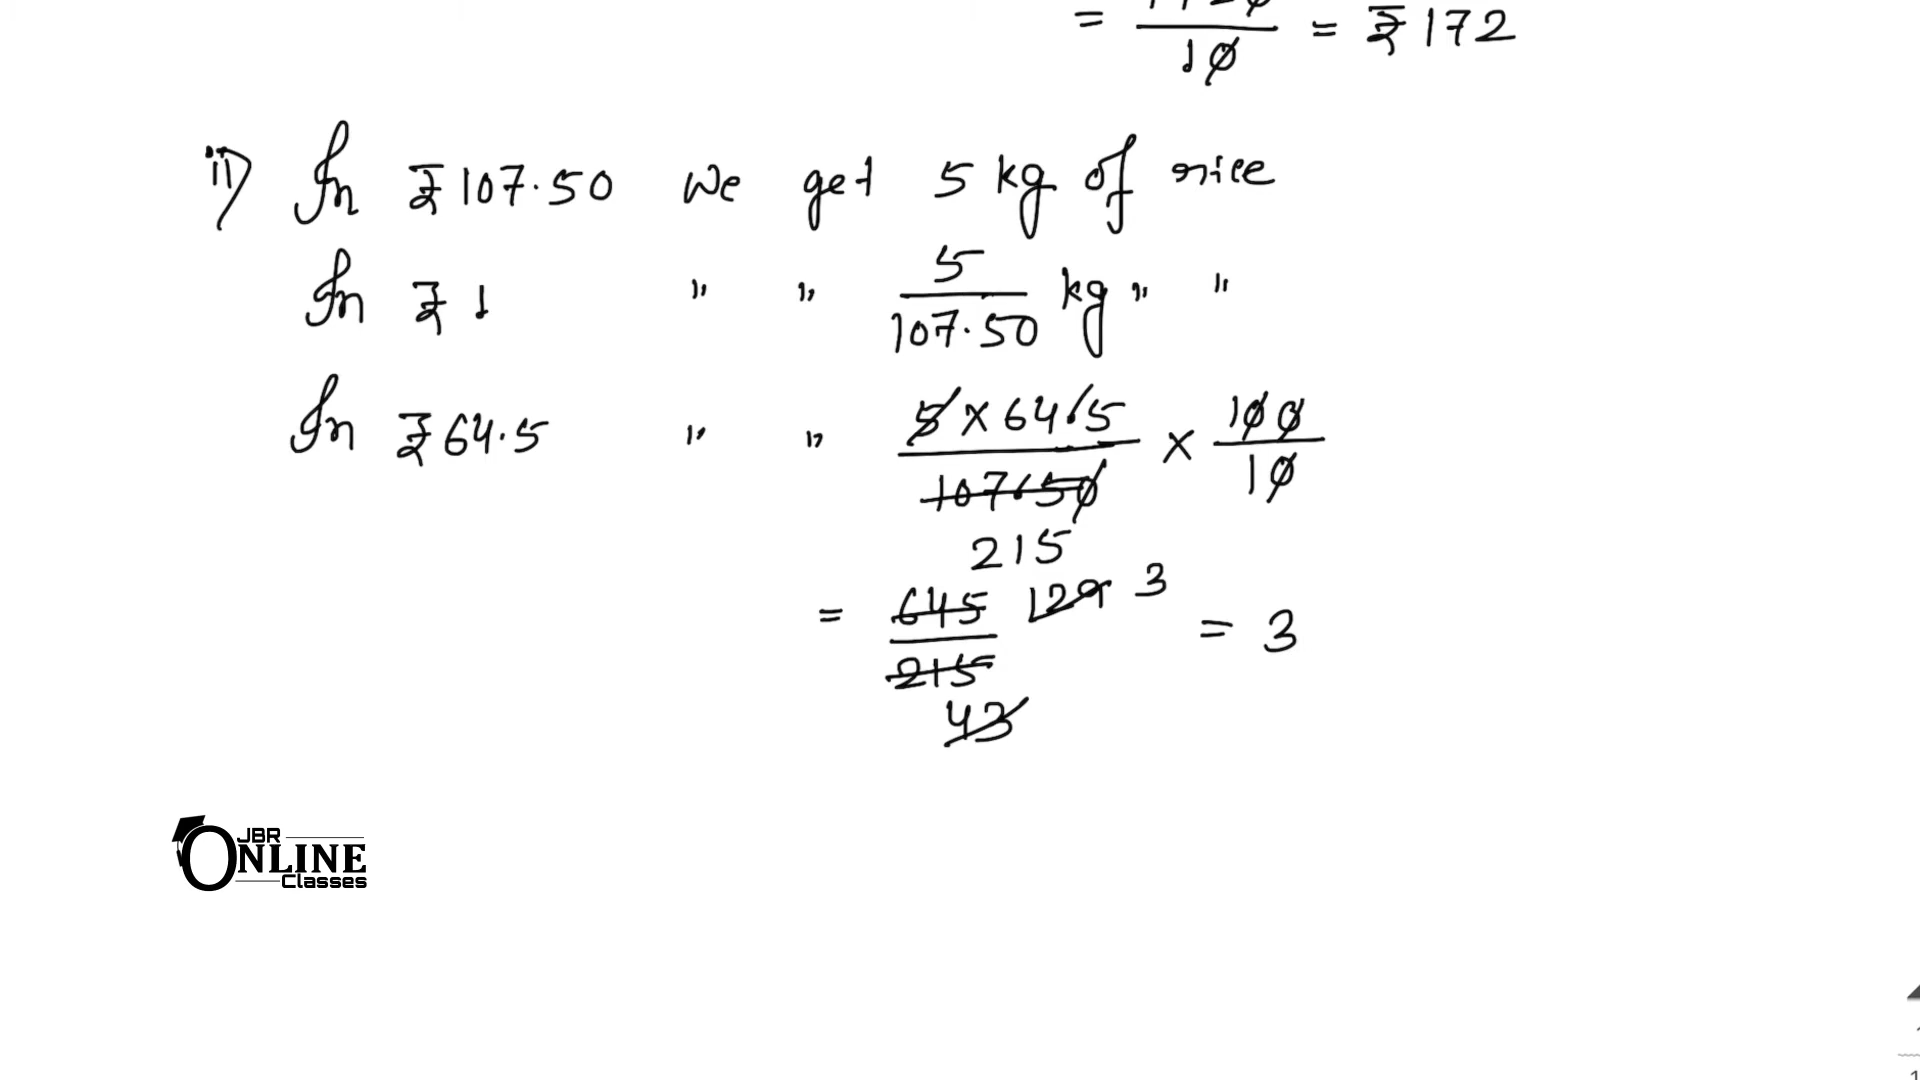 = 10 = ₹ 172
ii) In ₹ 107.50 we get 5 kg of rice
In ₹ 1 " " 5/107.50 kg " "
In ₹ 64.5 " " 5 × 64.5/107.50 × 100/10
215
= 645/215 129 3 = 3
43
JBR
ONLINE
Classes